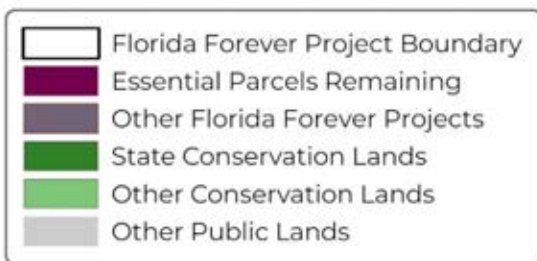 Florida Forever Project Boundary
Essential Parcels Remaining
Other Florida Forever Projects
State Conservation Lands
Other Conservation Lands
Other Public Lands